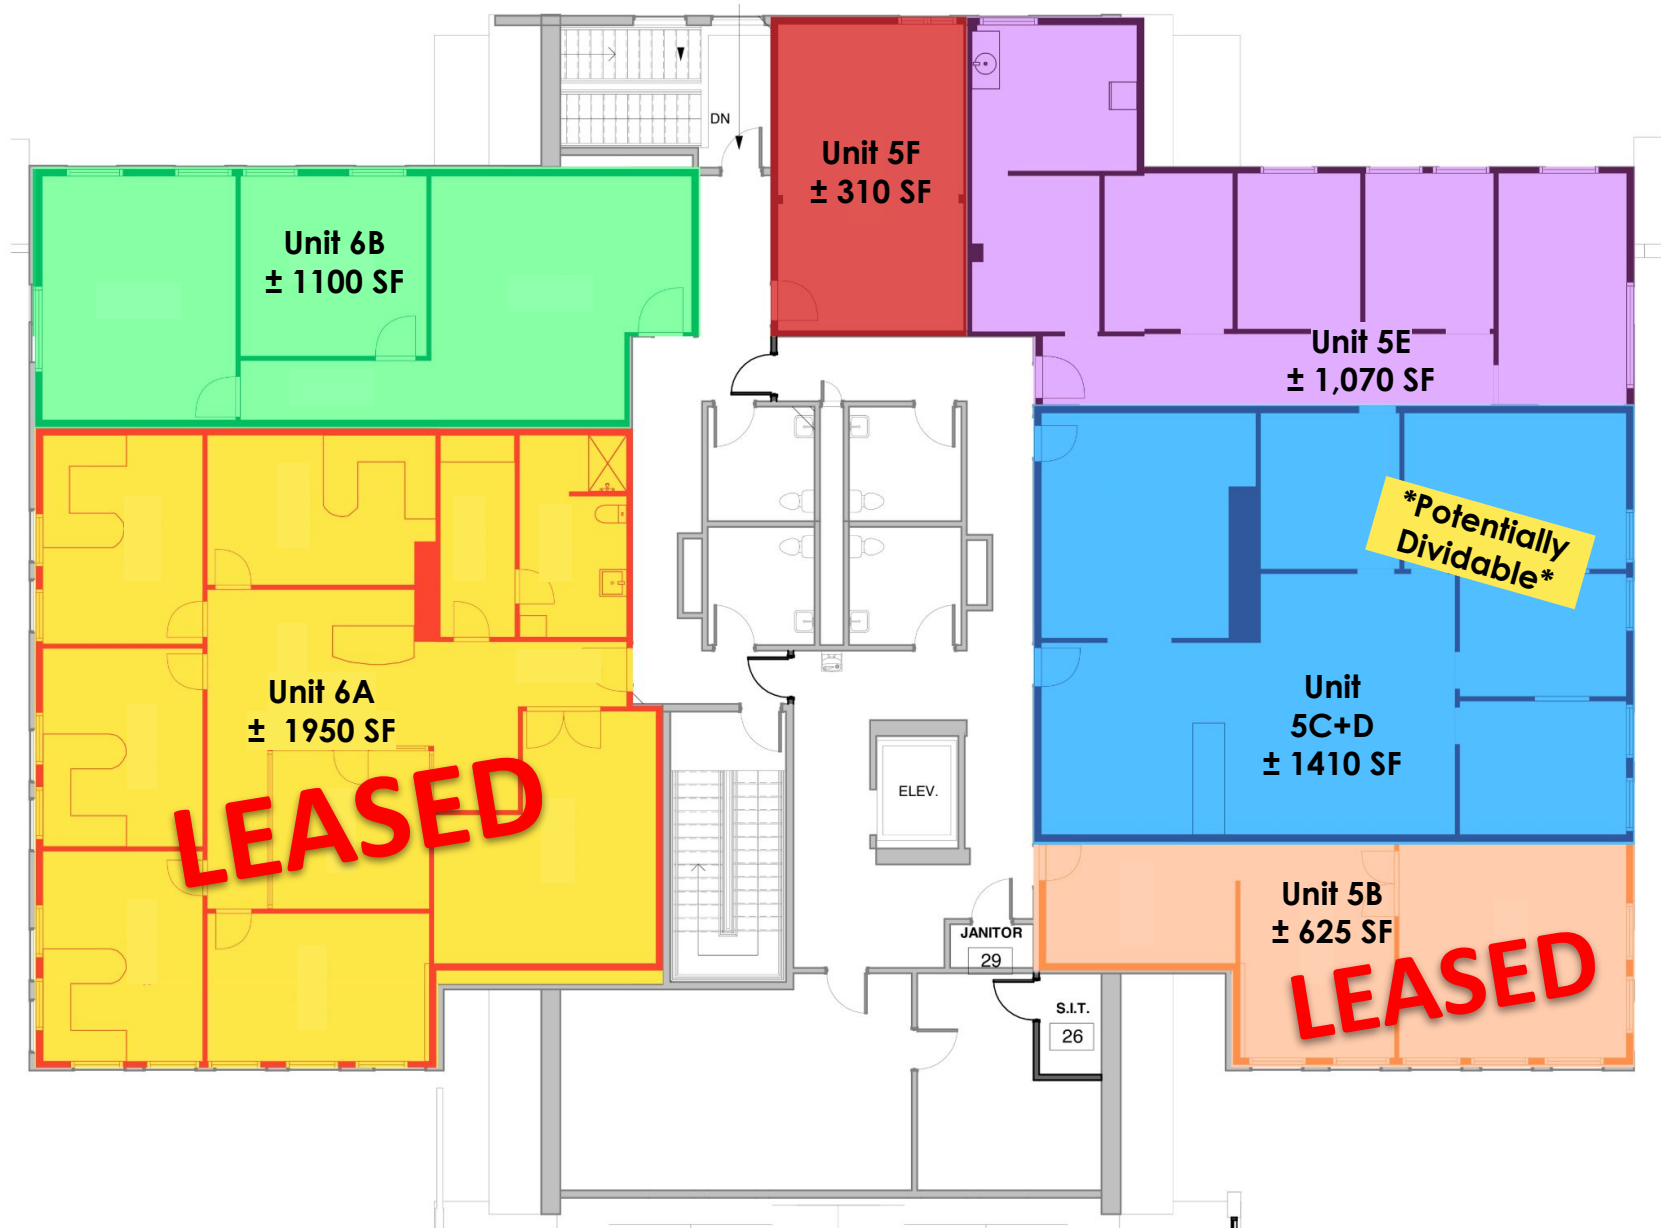 DN
Unit 5F
± 310 SF
Unit 6B
± 1100 SF
Unit 5E
± 1,070 SF
*Potentially
Dividable*
Unit 6A
± 1950 SF
LEASED
Unit
5C+D
± 1410 SF
ELEV.
Unit 5B
± 625 SF
LEASED
JANITOR
29
S.I.T.
26